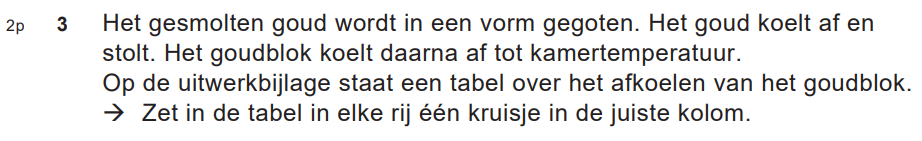 2p 3 Het gesmolten goud wordt in een vorm gegoten. Het goud koelt af en
stolt. Het goudblok koelt daarna af tot kamertemperatuur.
Op de uitwerkbijlage staat een tabel over het afkoelen van het goudblok.
→ Zet in de tabel in elke rij één kruisje in de juiste kolom.